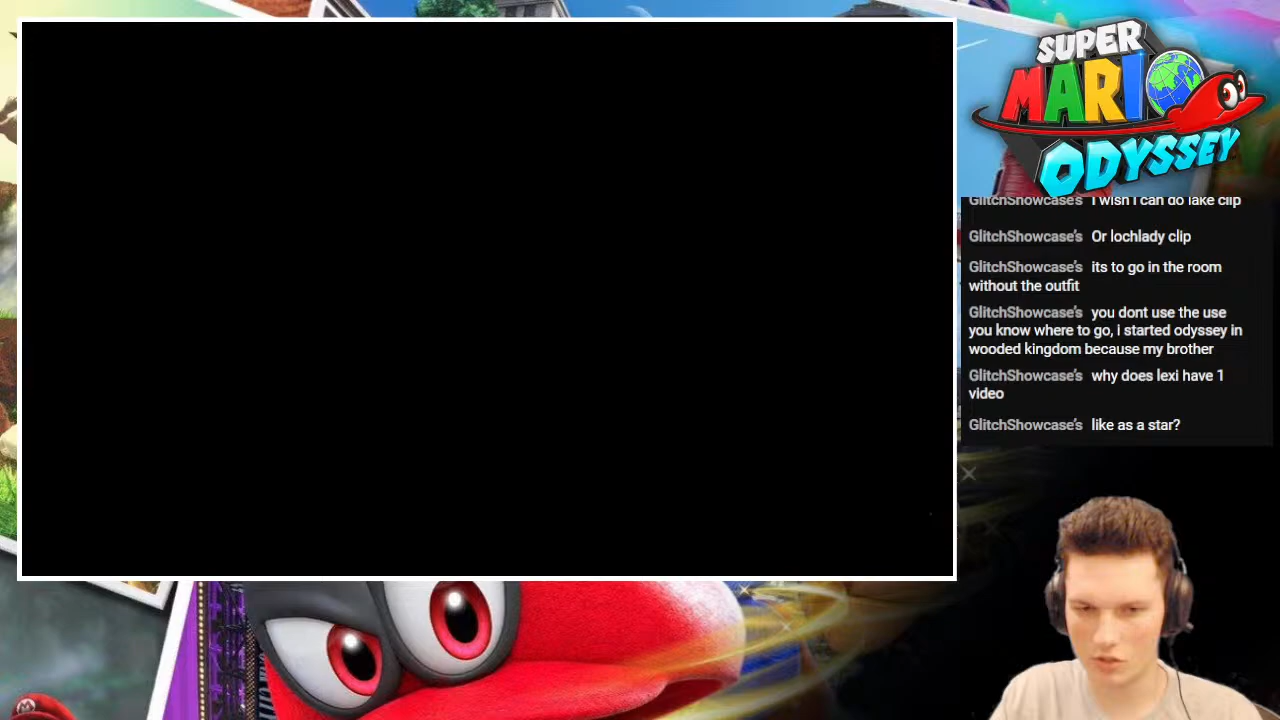 SUPER
MARIO
ODYSSEY
GlitchShowcase's I wish I can do lake clip
GlitchShowcase's Or lochlady clip
GlitchShowcase's its to go in the room
without the outfit
GlitchShowcase's you dont use the use
you know where to go, i started odyssey in
wooded kingdom because my brother
GlitchShowcase's why does lexi have 1
video
GlitchShowcase's like as a star?